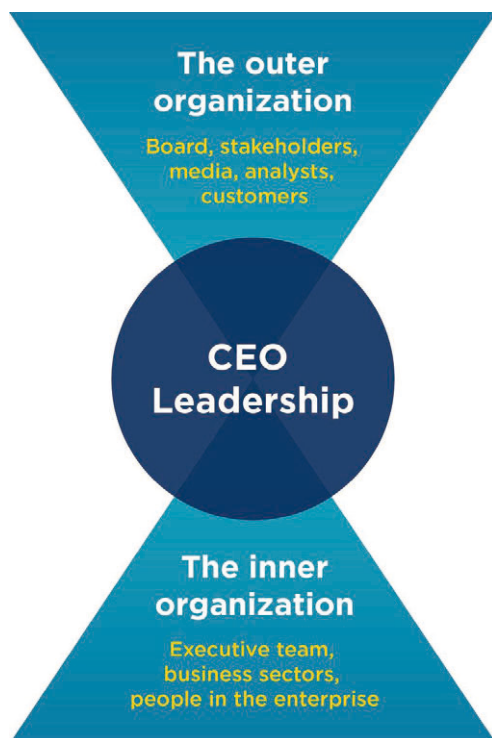 The outer
organization
Board, stakeholders,
media, analysts,
customers
CEO
Leadership
The inner
organization
Executive team,
business sectors,
people in the enterprise